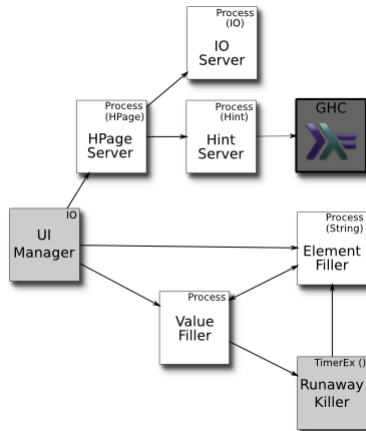 Process
(IO)
IO
Server
Process
(HPage)
HPage
Server
Process
(Hint)
Hint
Server
GHC
IO
UI
Manager
Process
(String)
Element
Filler
Process
Value
Filler
TimerEx ()
Runaway
Killer